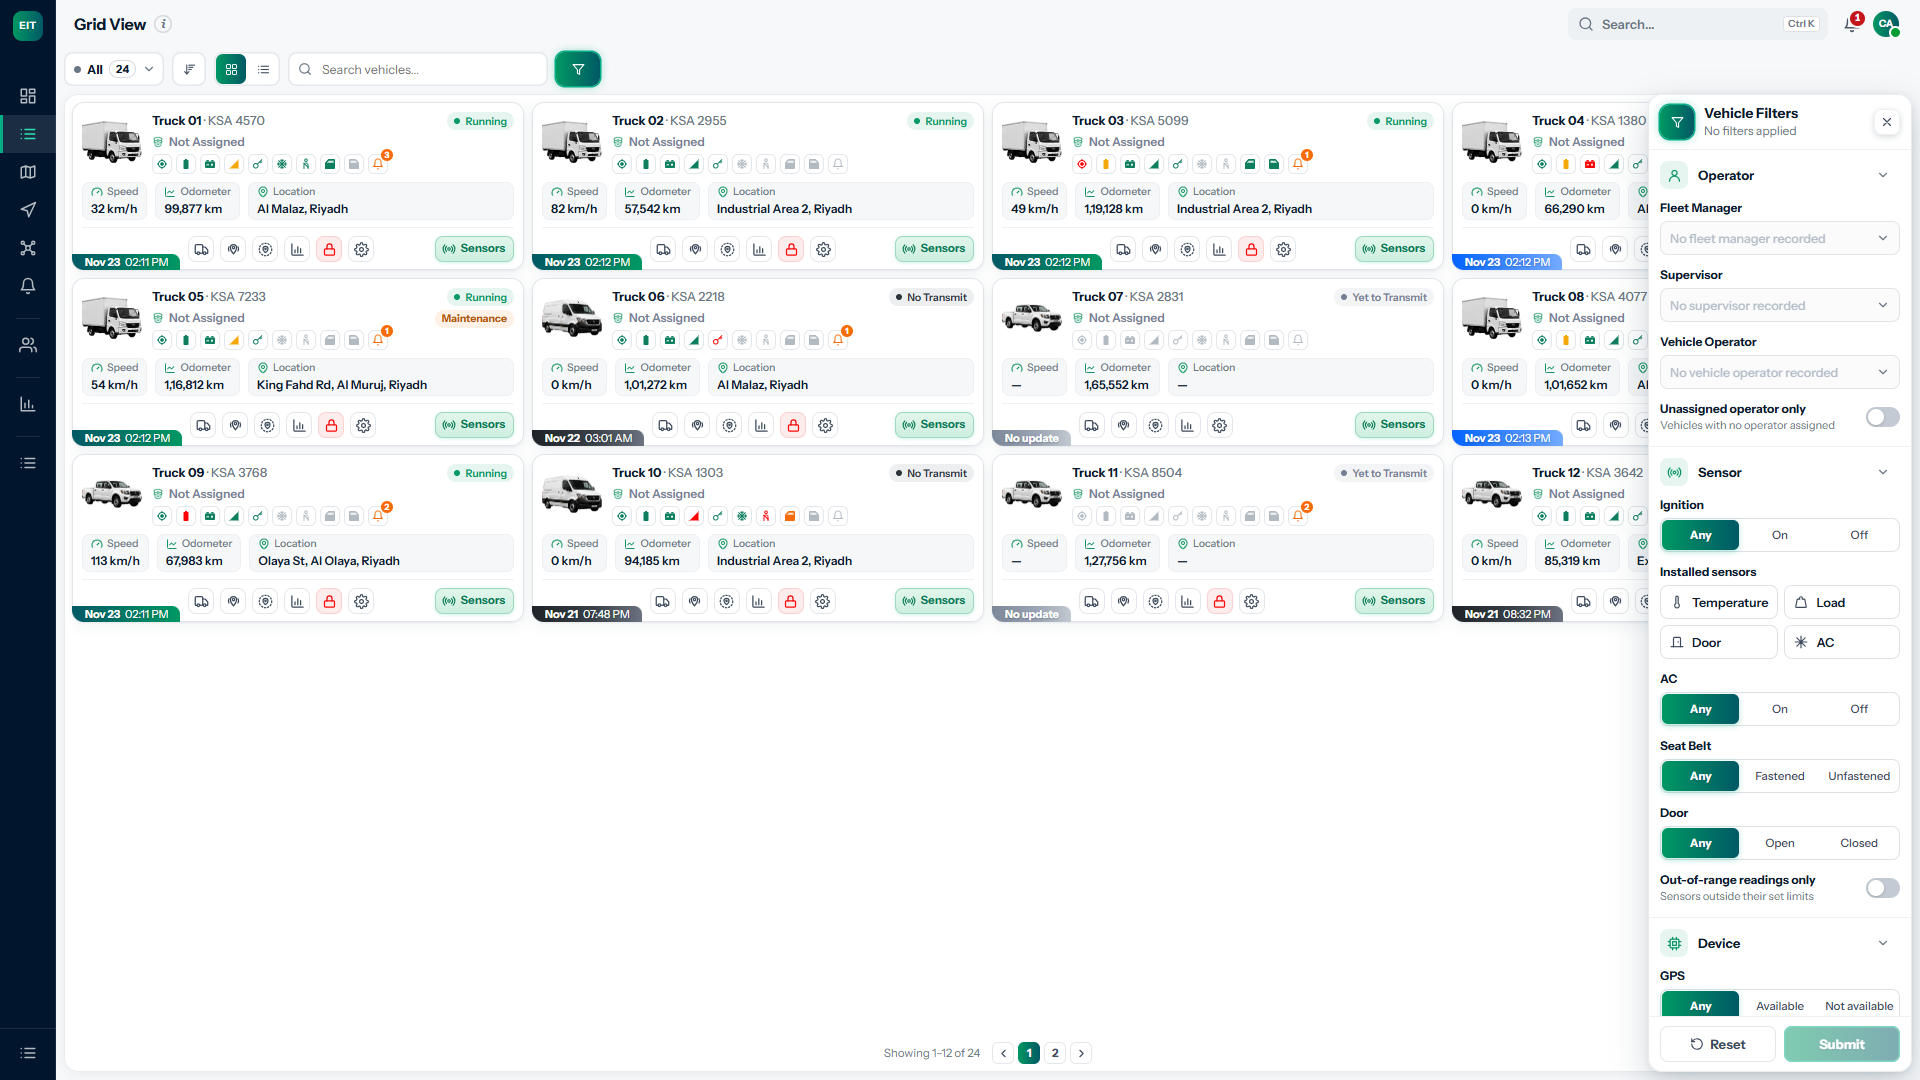 EIT
Grid View
Search...
Ctrl K
1
CA
All 24
Search vehicles...
Truck 01 · KSA 4570
Running
Not Assigned
3
Speed
32 km/h
Odometer
99,877 km
Location
Al Malaz, Riyadh
Nov 23 02:11 PM
Sensors
Truck 02 · KSA 2955
Running
Not Assigned
Speed
82 km/h
Odometer
57,542 km
Location
Industrial Area 2, Riyadh
Nov 23 02:12 PM
Sensors
Truck 03 · KSA 5099
Running
Not Assigned
1
Speed
49 km/h
Odometer
1,19,128 km
Location
Industrial Area 2, Riyadh
Nov 23 02:12 PM
Sensors
Truck 04 · KSA 1380
Not Assigned
Speed
0 km/h
Odometer
66,290 km
Al
Nov 23 02:12 PM
Truck 05 · KSA 7233
Running
Not Assigned
Maintenance
1
Speed
54 km/h
Odometer
1,16,812 km
Location
King Fahd Rd, Al Muruj, Riyadh
Nov 23 02:12 PM
Sensors
Truck 06 · KSA 2218
No Transmit
Not Assigned
1
Speed
0 km/h
Odometer
1,01,272 km
Location
Al Malaz, Riyadh
Nov 22 03:01 AM
Sensors
Truck 07 · KSA 2831
Yet to Transmit
Not Assigned
Speed
—
Odometer
1,65,552 km
Location
—
No update
Sensors
Truck 08 · KSA 4077
Not Assigned
Speed
0 km/h
Odometer
1,01,652 km
Al
Nov 23 02:13 PM
Truck 09 · KSA 3768
Running
Not Assigned
2
Speed
113 km/h
Odometer
67,983 km
Location
Olaya St, Al Olaya, Riyadh
Nov 23 02:11 PM
Sensors
Truck 10 · KSA 1303
No Transmit
Not Assigned
Speed
0 km/h
Odometer
94,185 km
Location
Industrial Area 2, Riyadh
Nov 21 07:48 PM
Sensors
Truck 11 · KSA 8504
Yet to Transmit
Not Assigned
2
Speed
—
Odometer
1,27,756 km
Location
—
No update
Sensors
Truck 12 · KSA 3642
Not Assigned
Speed
0 km/h
Odometer
85,319 km
Ex
Nov 21 08:32 PM
Showing 1–12 of 24
1
2
Vehicle Filters
No filters applied
Operator
Fleet Manager
No fleet manager recorded
Supervisor
No supervisor recorded
Vehicle Operator
No vehicle operator recorded
Unassigned operator only
Vehicles with no operator assigned
Sensor
Ignition
Any On Off
Installed sensors
Temperature Load
Door AC
AC
Any On Off
Seat Belt
Any Fastened Unfastened
Door
Any Open Closed
Out-of-range readings only
Sensors outside their set limits
Device
GPS
Any Available Not available
Reset Submit